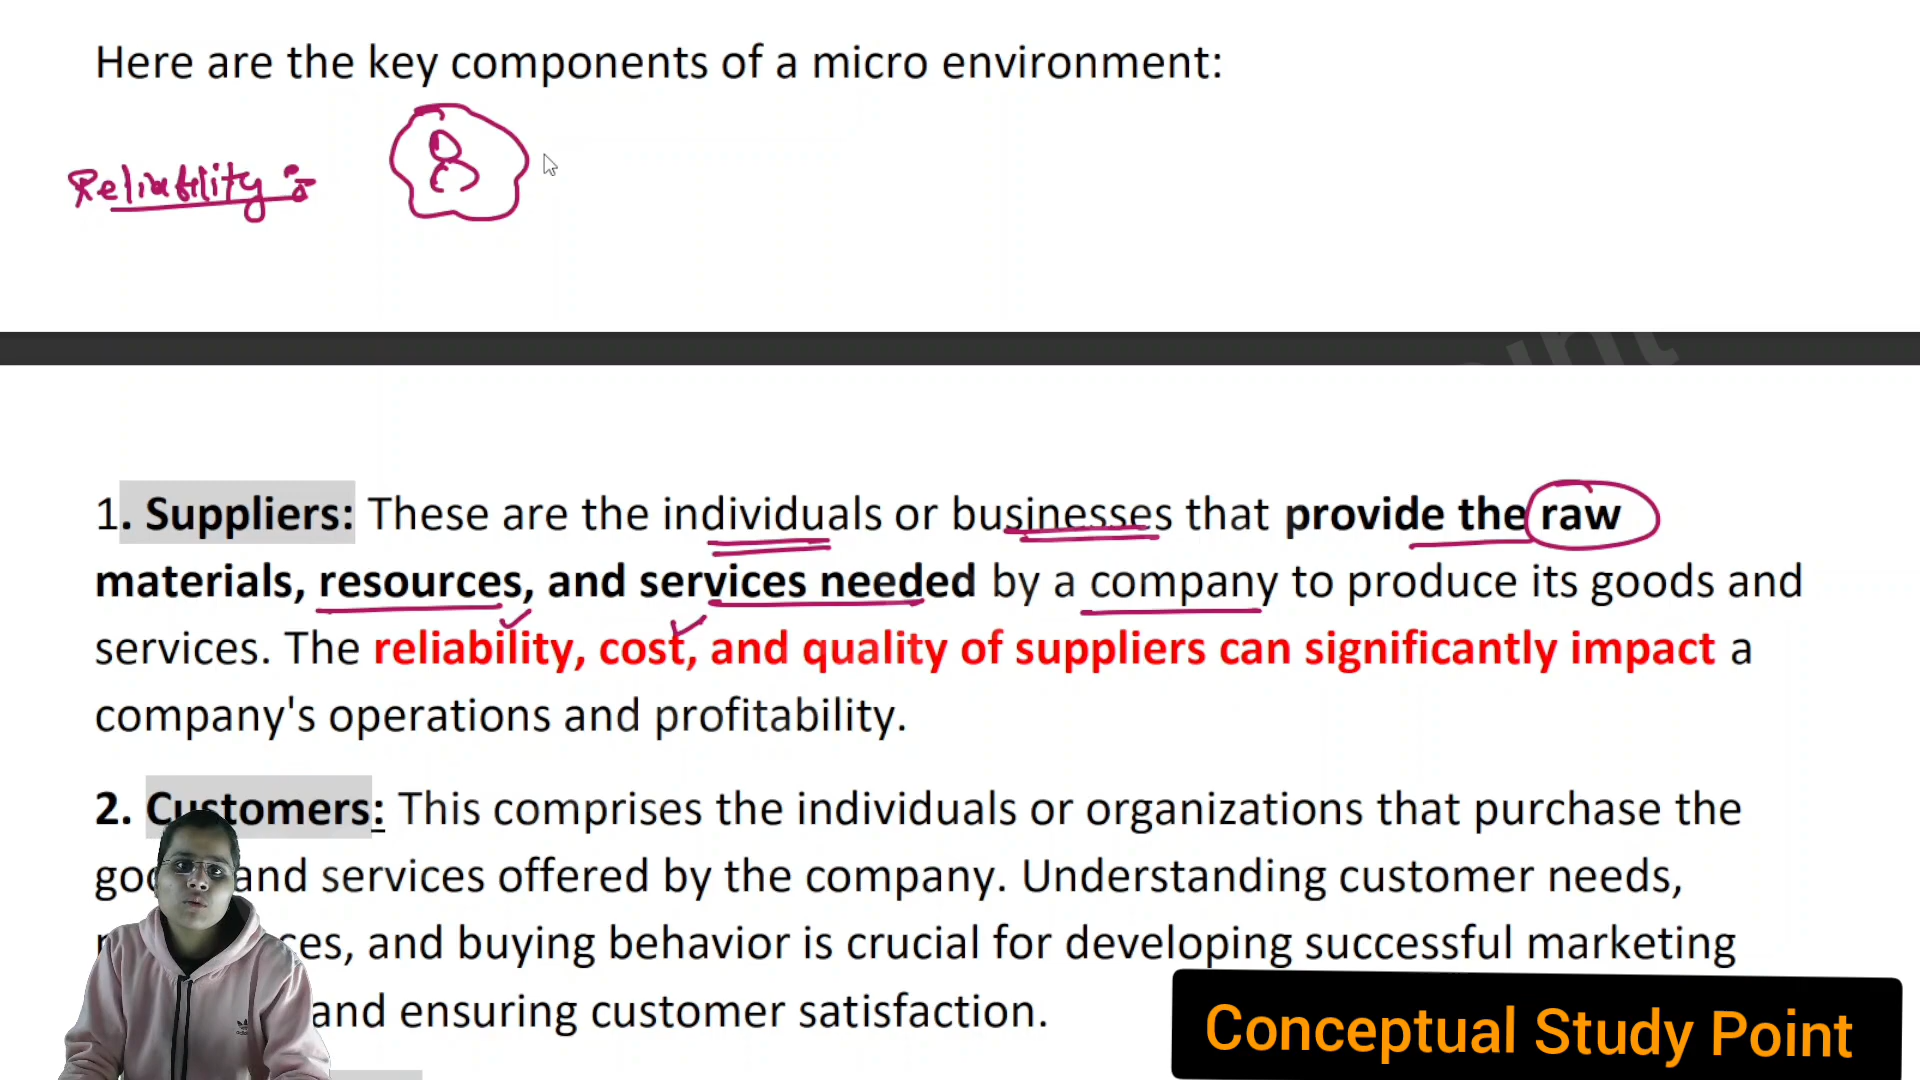 Here are the key components of a micro environment:
Reliability :-
1. Suppliers: These are the individuals or businesses that provide the raw
materials, resources, and services needed by a company to produce its goods and
services. The reliability, cost, and quality of suppliers can significantly impact a
company's operations and profitability.
2. Customers: This comprises the individuals or organizations that purchase the
and services offered by the company. Understanding customer needs,
and buying behavior is crucial for developing successful marketing
and ensuring customer satisfaction.
Conceptual Study Point